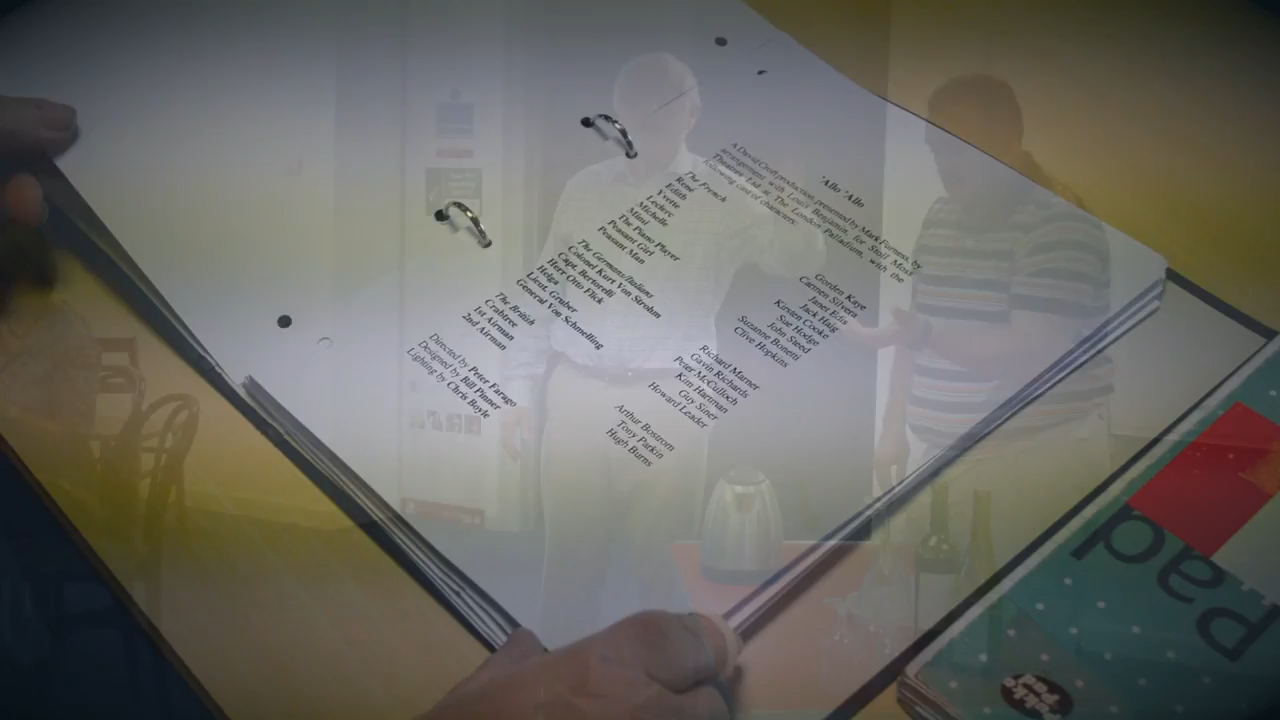 'Allo 'Allo
A David Croft production presented by Mark Furness, by
arrangement with Louis Benjamin, for Stoll Moss
Theatres Ltd at The London Palladium, with the
following cast of characters:
The French
René Gorden Kaye
Edith Carmen Silvera
Yvette
Leclerc Jack Haig
Michelle Kirsten Cooke
Mimi Sue Hodge
The Piano Player John Steed
Peasant Girl Suzanne Bonetti
Peasant Man Clive Hopkins
The Germans/Italians
Colonel Kurt Von Strohm Richard Marner
Capt. Bertorelli Gavin Richards
Herr Otto Flick Peter McCulloch
Helga Kim Hartman
Lieut. Gruber Guy Siner
General Von Schmelling Howard Leader
The British
Crabtree Arthur Bostrom
1st Airman Tony Parkin
2nd Airman Hugh Burns
Directed by Peter Farago
Designed by Bill Pinner
Lighting by Chris Boyle
Pad